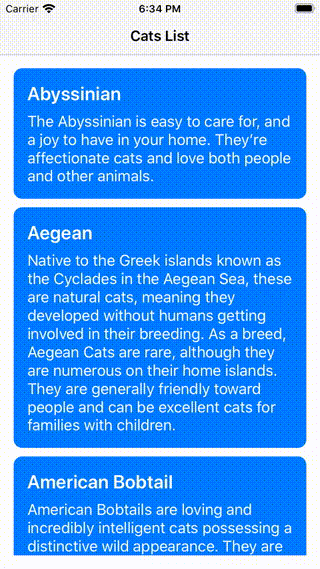 Carrier 6:34 PM
Cats List
Abyssinian
The Abyssinian is easy to care for, and
a joy to have in your home. They're
affectionate cats and love both people
and other animals.
Aegean
Native to the Greek islands known as
the Cyclades in the Aegean Sea, these
are natural cats, meaning they
developed without humans getting
involved in their breeding. As a breed,
Aegean Cats are rare, although they
are numerous on their home islands.
They are generally friendly toward
people and can be excellent cats for
families with children.
American Bobtail
American Bobtails are loving and
incredibly intelligent cats possessing a
distinctive wild appearance. They are